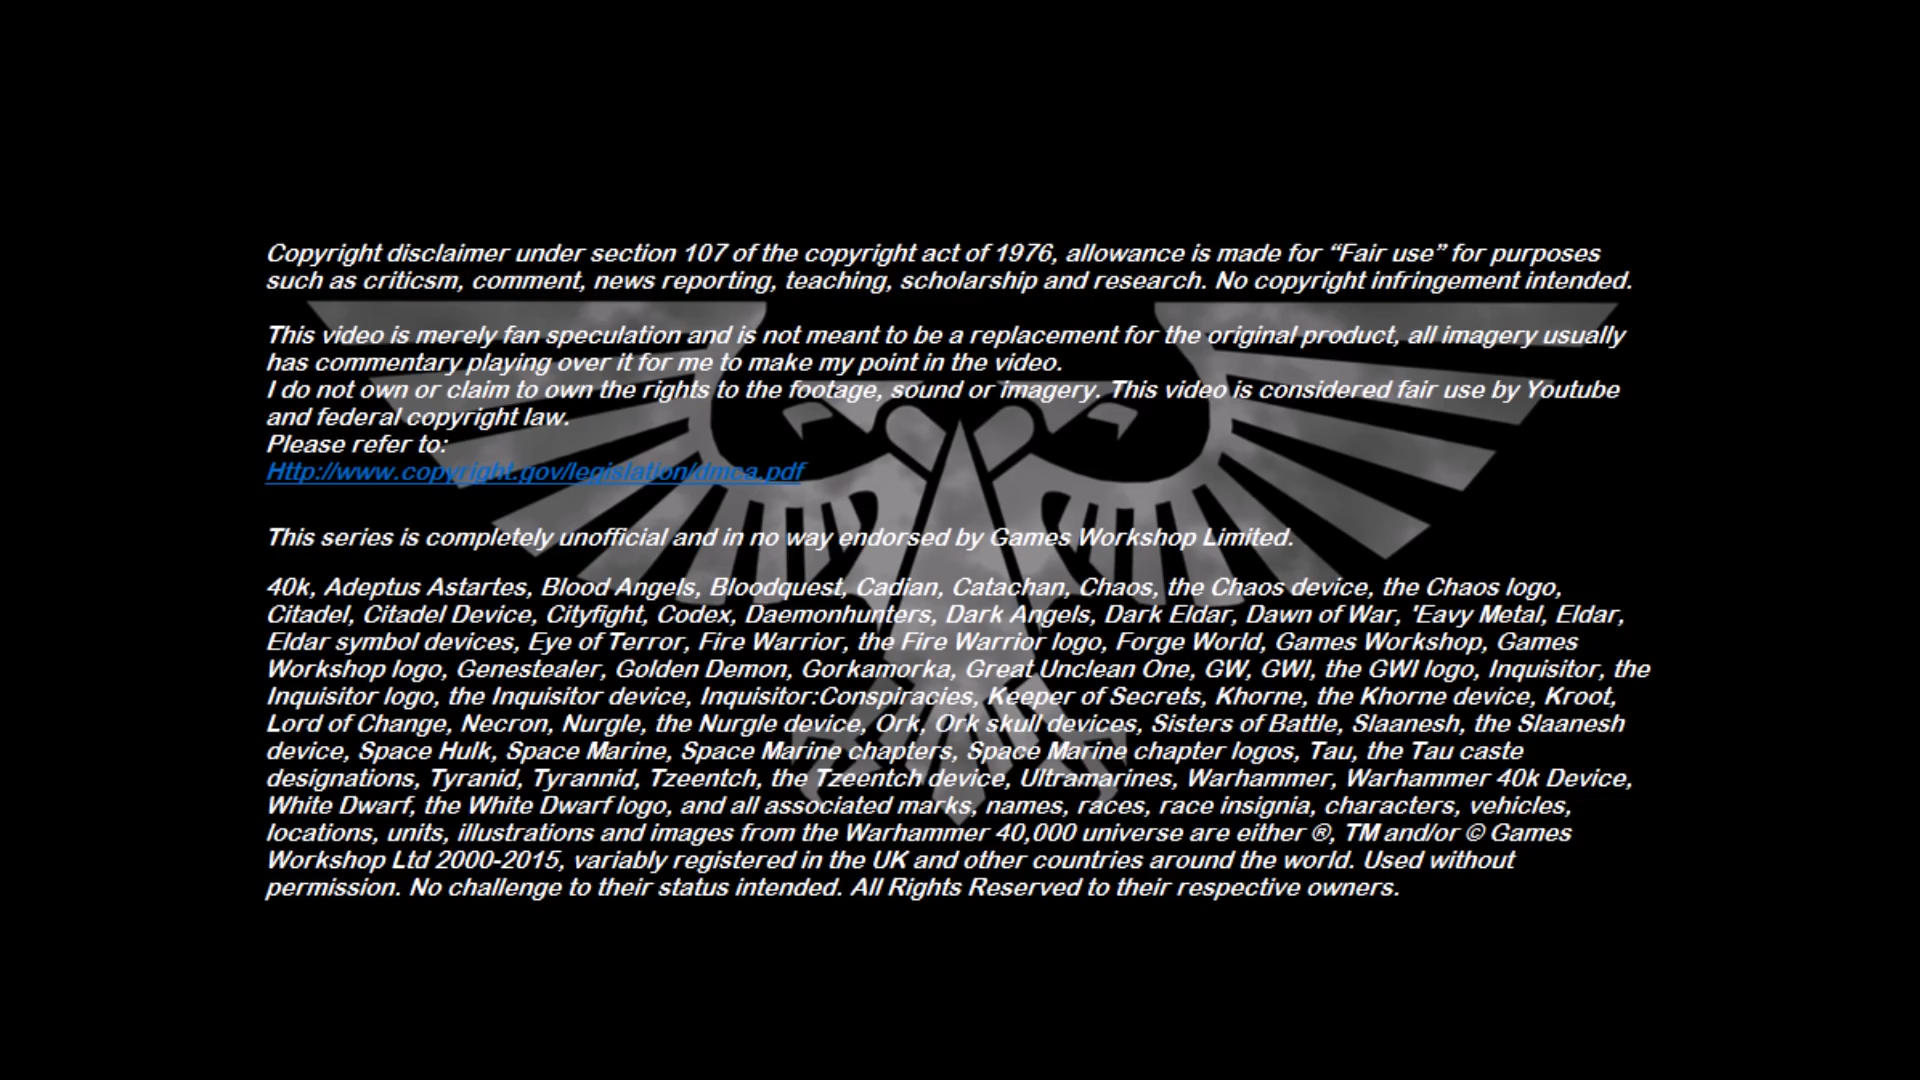 Copyright disclaimer under section 107 of the copyright act of 1976, allowance is made for “Fair use” for purposes
such as criticsm, comment, news reporting, teaching, scholarship and research. No copyright infringement intended.
This video is merely fan speculation and is not meant to be a replacement for the original product, all imagery usually
has commentary playing over it for me to make my point in the video.
I do not own or claim to own the rights to the footage, sound or imagery. This video is considered fair use by Youtube
and federal copyright law.
Please refer to:
Http://www.copyright.gov/legislation/dmca.pdf
This series is completely unofficial and in no way endorsed by Games Workshop Limited.
40k, Adeptus Astartes, Blood Angels, Bloodquest, Cadian, Catachan, Chaos, the Chaos device, the Chaos logo,
Citadel, Citadel Device, Cityfight, Codex, Daemonhunters, Dark Angels, Dark Eldar, Dawn of War, 'Eavy Metal, Eldar,
Eldar symbol devices, Eye of Terror, Fire Warrior, the Fire Warrior logo, Forge World, Games Workshop, Games
Workshop logo, Genestealer, Golden Demon, Gorkamorka, Great Unclean One, GW, GWI, the GWI logo, Inquisitor, the
Inquisitor logo, the Inquisitor device, Inquisitor:Conspiracies, Keeper of Secrets, Khorne, the Khorne device, Kroot,
Lord of Change, Necron, Nurgle, the Nurgle device, Ork, Ork skull devices, Sisters of Battle, Slaanesh, the Slaanesh
device, Space Hulk, Space Marine, Space Marine chapters, Space Marine chapter logos, Tau, the Tau caste
designations, Tyranid, Tyrannid, Tzeentch, the Tzeentch device, Ultramarines, Warhammer, Warhammer 40k Device,
White Dwarf, the White Dwarf logo, and all associated marks, names, races, race insignia, characters, vehicles,
locations, units, illustrations and images from the Warhammer 40,000 universe are either ®, TM and/or © Games
Workshop Ltd 2000-2015, variably registered in the UK and other countries around the world. Used without
permission. No challenge to their status intended. All Rights Reserved to their respective owners.